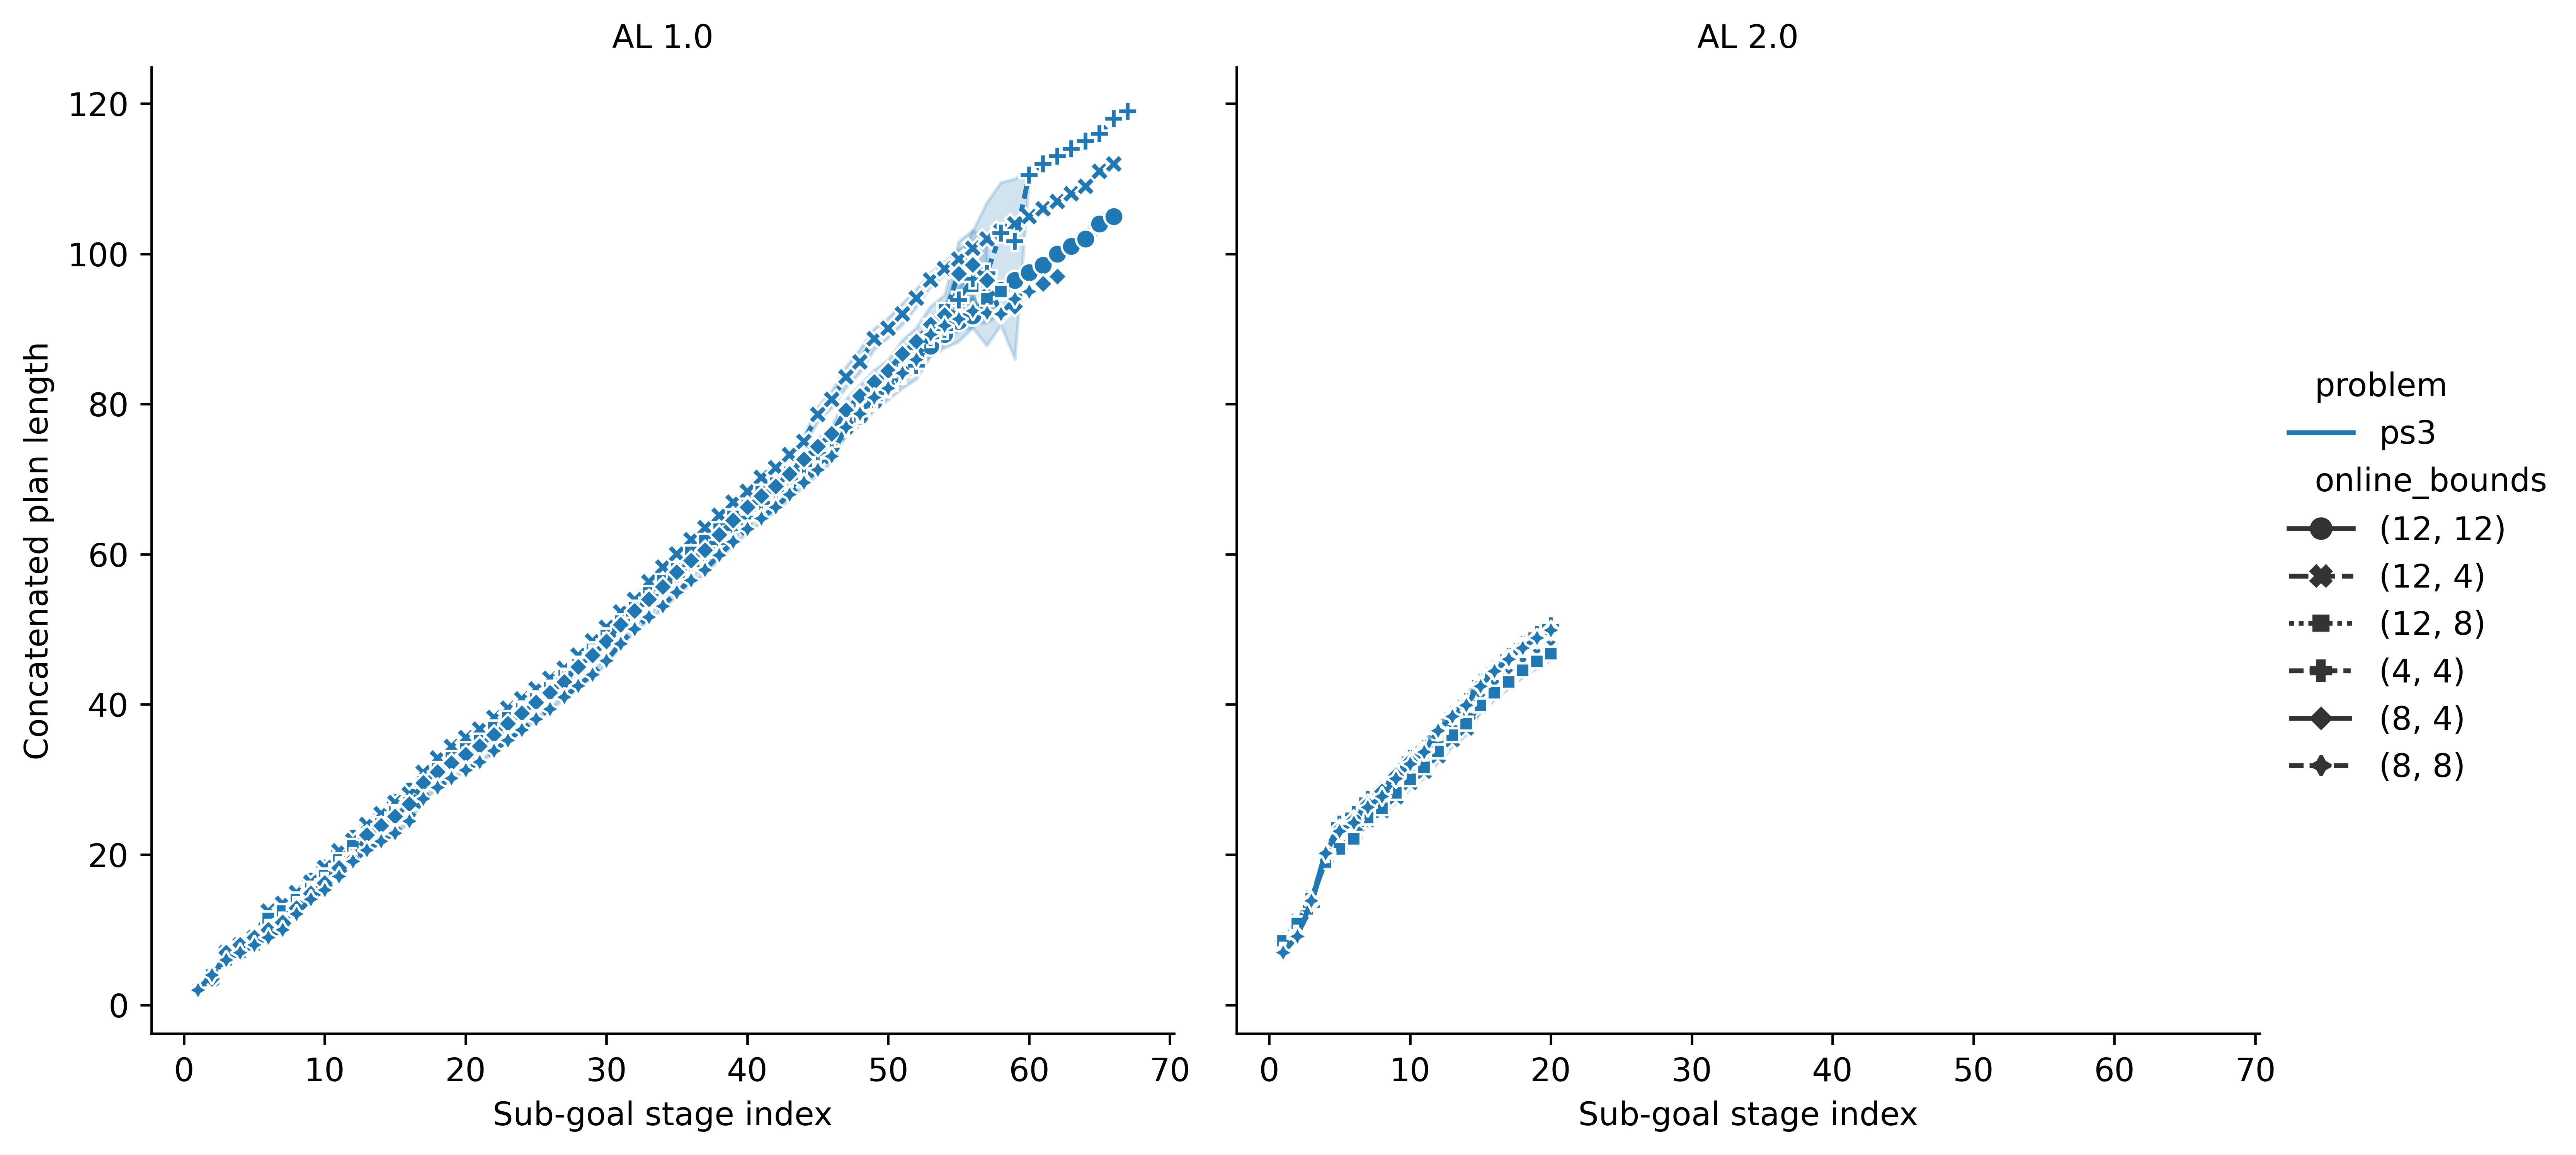 AL 1.0
AL 2.0
Concatenated plan length
120
100
80
60
40
20
0
0 10 20 30 40 50 60 70
Sub-goal stage index
0 10 20 30 40 50 60 70
Sub-goal stage index
problem
ps3
online_bounds
(12, 12)
(12, 4)
(12, 8)
(4, 4)
(8, 4)
(8, 8)